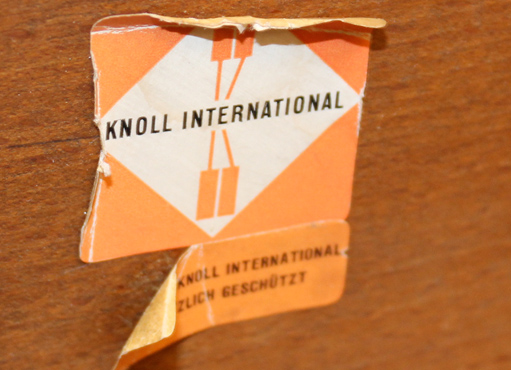 KNOLL INTERNATIONAL
KNOLL INTERNATIONAL
ZLICH GESCHÜTZT